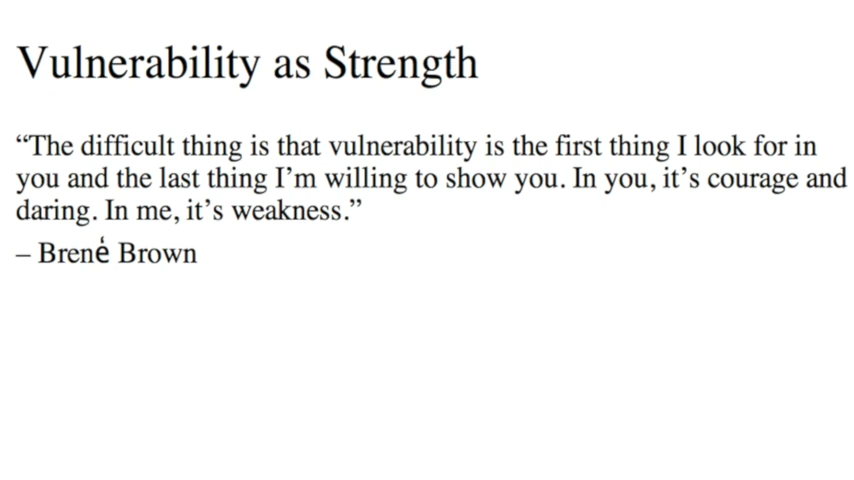 Vulnerability as Strength
“The difficult thing is that vulnerability is the first thing I look for in
you and the last thing I’m willing to show you. In you, it’s courage and
daring. In me, it’s weakness.”
– Brené Brown